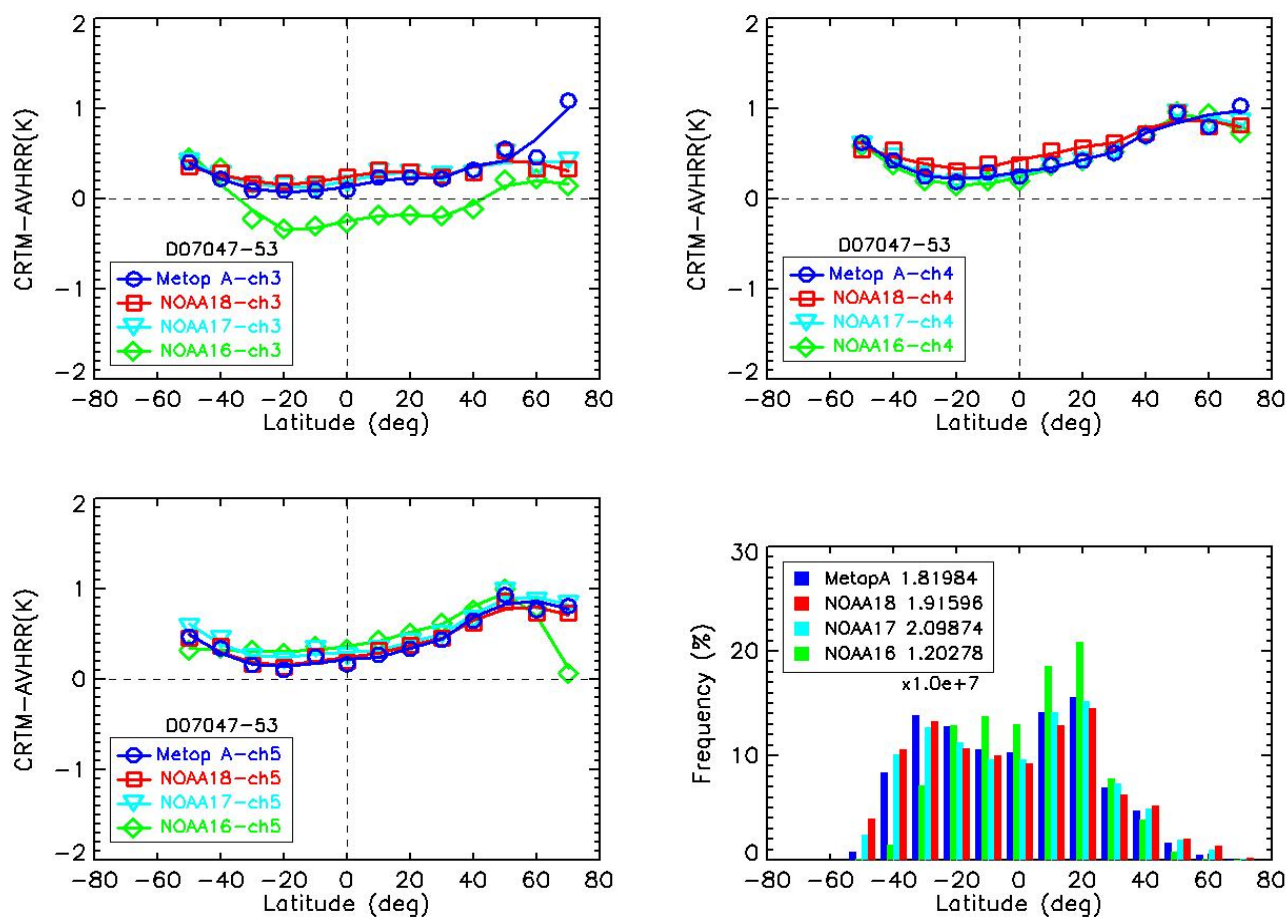 2
1
0
-1
-2
CRTM-AVHRR(K)
D07047-53
Metop A-ch3
NOAA18-ch3
NOAA17-ch3
NOAA16-ch3
-80 -60 -40 -20 0 20 40 60 80
Latitude (deg)
2
1
0
-1
-2
CRTM-AVHRR(K)
D07047-53
Metop A-ch4
NOAA18-ch4
NOAA17-ch4
NOAA16-ch4
-80 -60 -40 -20 0 20 40 60 80
Latitude (deg)
2
1
0
-1
-2
CRTM-AVHRR(K)
D07047-53
Metop A-ch5
NOAA18-ch5
NOAA17-ch5
NOAA16-ch5
-80 -60 -40 -20 0 20 40 60 80
Latitude (deg)
30
20
10
0
Frequency (%)
MetopA 1.81984
NOAA18 1.91596
NOAA17 2.09874
NOAA16 1.20278
x1.0e+7
-80 -60 -40 -20 0 20 40 60 80
Latitude (deg)